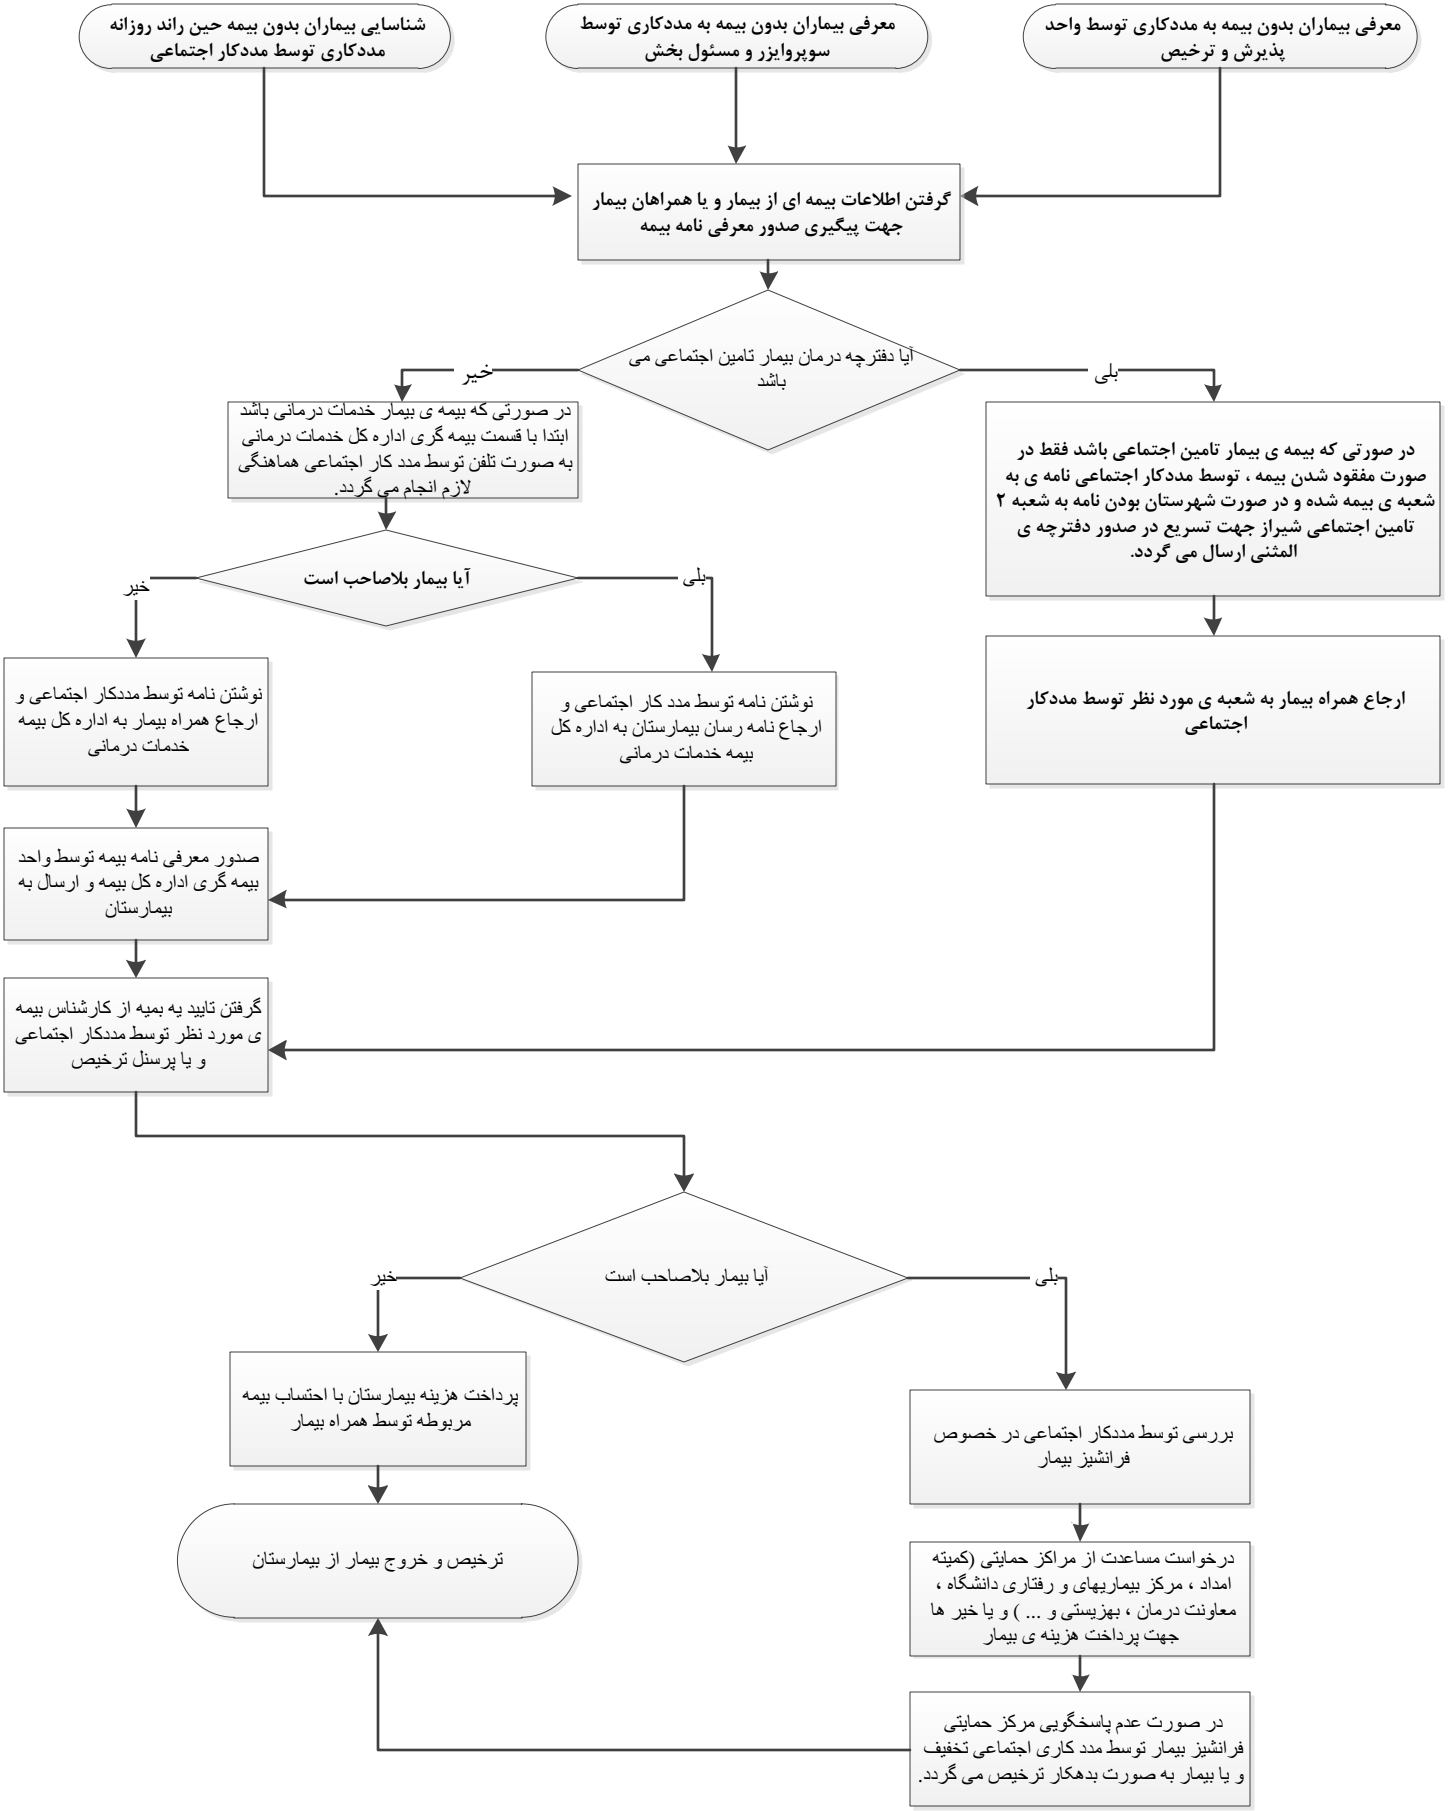 معرفی بیماران بدون بیمه به مددکاری توسط واحد
پذیرش و ترخیص
معرفی بیماران بدون بیمه به مددکاری توسط
سوپروایزر و مسئول بخش
شناسایی بیماران بدون بیمه حین راند روزانه
مددکاری توسط مددکار اجتماعی
گرفتن اطلاعات بیمه ای از بیمار و یا همراهان بیمار
جهت پیگیری صدور معرفی نامه بیمه
آیا دفترچه درمان بیمار تامین اجتماعی می
باشد
بلی
خیر
در صورتی که بیمه ی بیمار تامین اجتماعی باشد فقط در
صورت مفقود شدن بیمه ، توسط مددکار اجتماعی نامه ی به
شعبه ی بیمه شده و در صورت شهرستان بودن نامه به شعبه ۲
تامین اجتماعی شیراز جهت تسریع در صدور دفترچه ی
المثنی ارسال می گردد.
در صورتی که بیمه ی بیمار خدمات درمانی باشد
ابتدا با قسمت بیمه گری اداره کل خدمات درمانی
به صورت تلفن توسط مدد کار اجتماعی هماهنگی
لازم انجام می گردد.
آیا بیمار بلاصاحب است
بلی
خیر
ارجاع همراه بیمار به شعبه ی مورد نظر توسط مددکار
اجتماعی
نوشتن نامه توسط مدد کار اجتماعی و
ارجاع نامه رسان بیمارستان به اداره کل
بیمه خدمات درمانی
نوشتن نامه توسط مددکار اجتماعی و
ارجاع همراه بیمار به اداره کل بیمه
خدمات درمانی
صدور معرفی نامه بیمه توسط واحد
بیمه گری اداره کل بیمه و ارسال به
بیمارستان
گرفتن تایید یه بمیه از کارشناس بیمه
ی مورد نظر توسط مددکار اجتماعی
و یا پرسنل ترخیص
آیا بیمار بلاصاحب است
بلی
خیر
پرداخت هزینه بیمارستان با احتساب بیمه
مربوطه توسط همراه بیمار
بررسی توسط مددکار اجتماعی در خصوص
فرانشیز بیمار
ترخیص و خروج بیمار از بیمارستان
درخواست مساعدت از مراکز حمایتی (کمیته
امداد ، مرکز بیماریهای و رفتاری دانشگاه ،
معاونت درمان ، بهزیستی و ... ) و یا خیر ها
جهت پرداخت هزینه ی بیمار
در صورت عدم پاسخگویی مرکز حمایتی
فرانشیز بیمار توسط مدد کاری اجتماعی تخفیف
و یا بیمار به صورت بدهکار ترخیص می گردد.